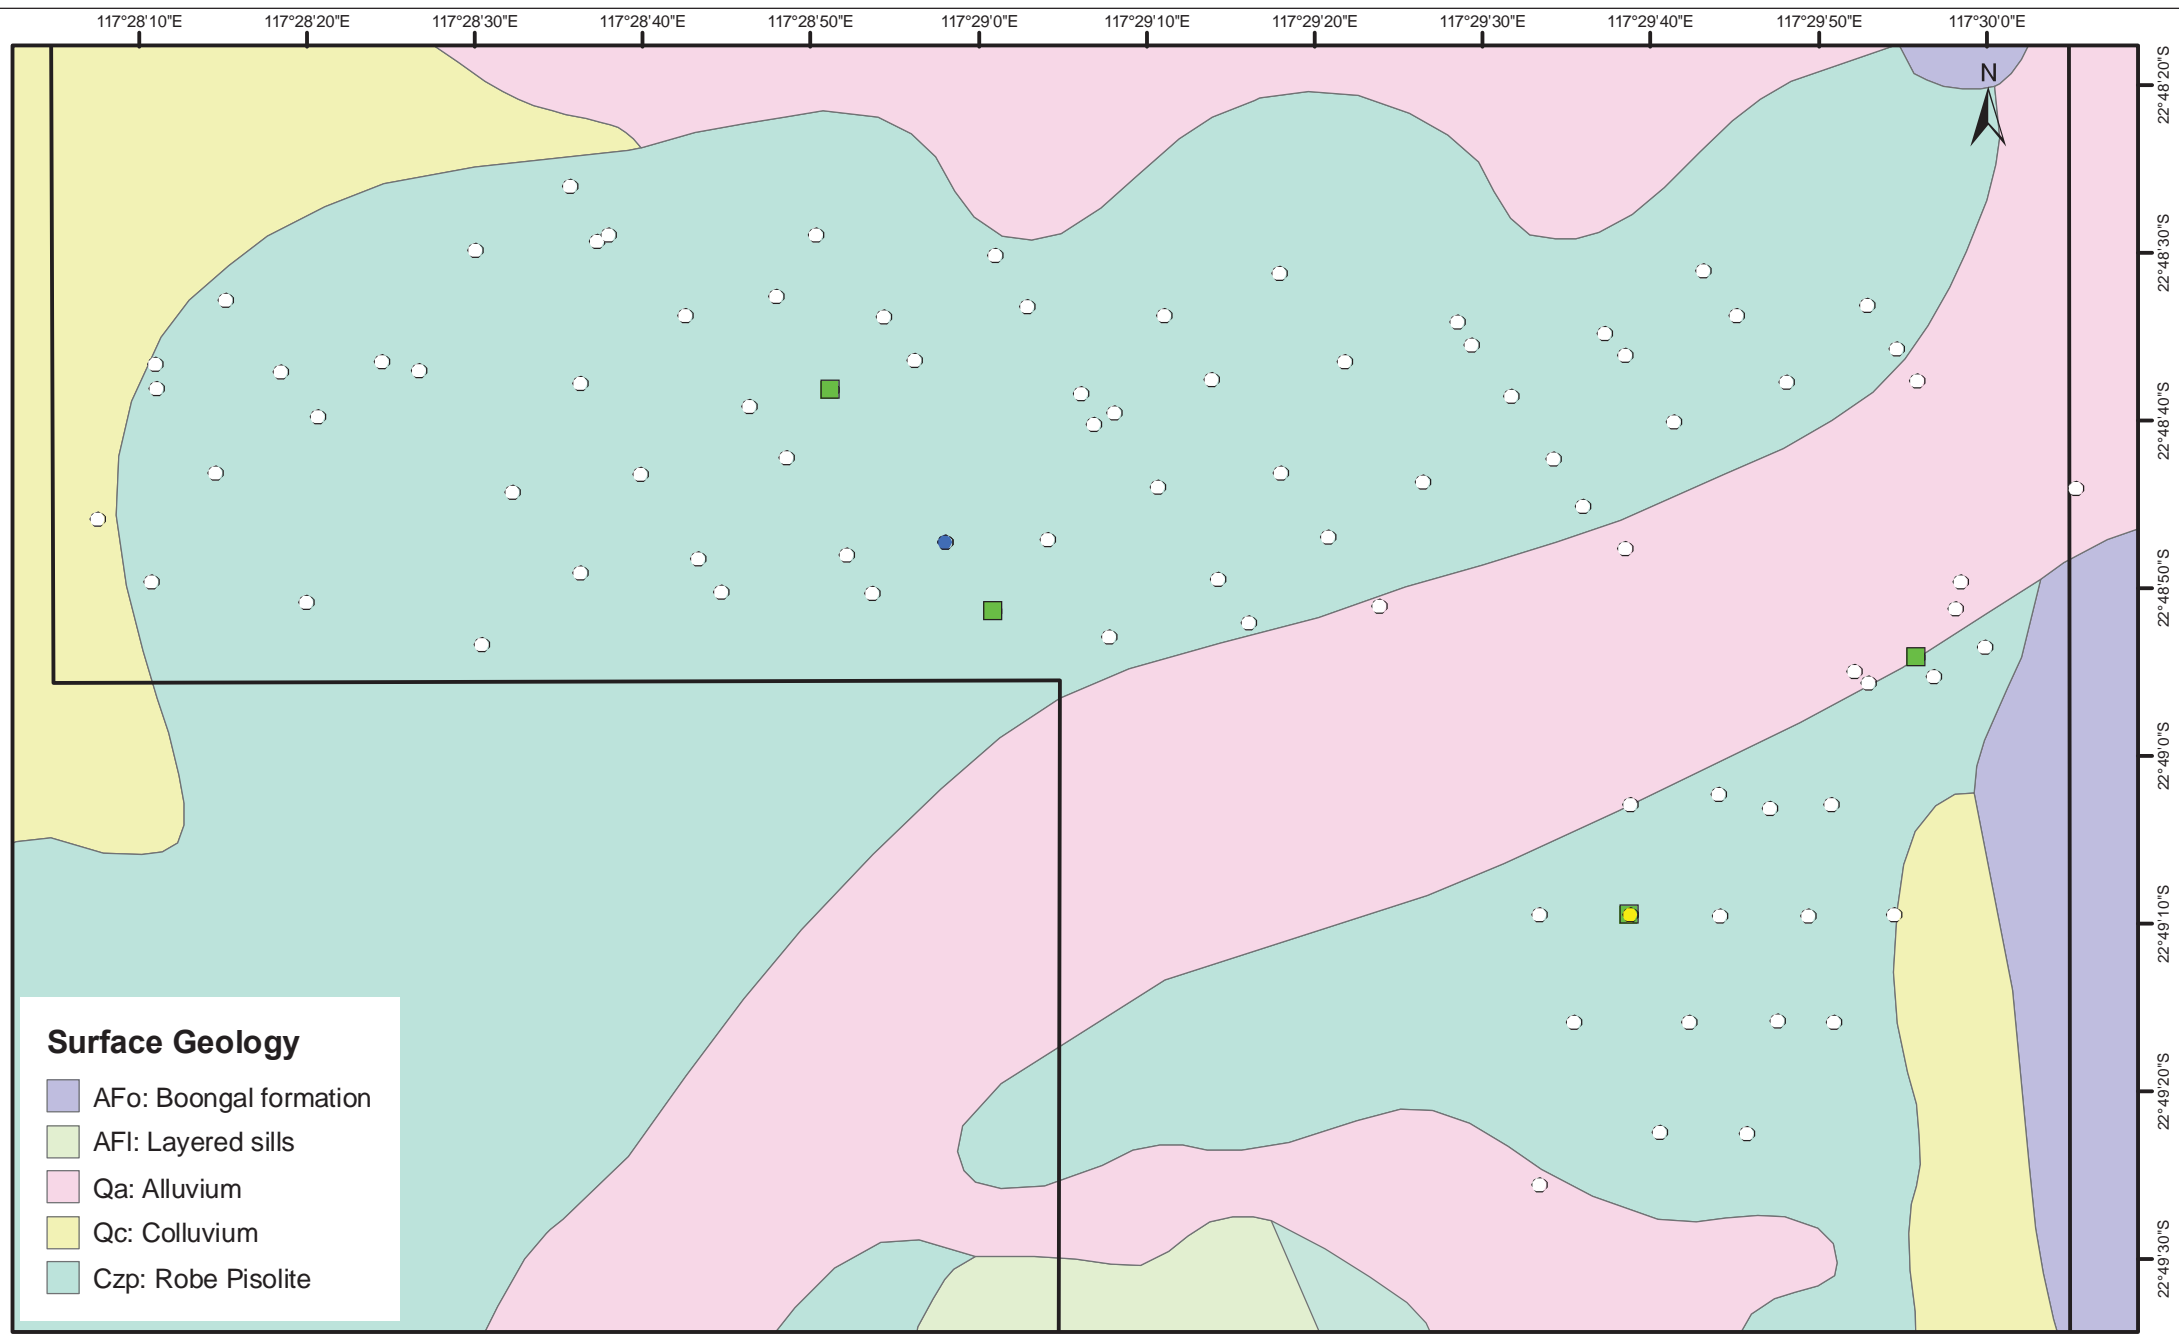 117°28'10"E
117°28'20"E
117°28'30"E
117°28'40"E
117°28'50"E
117°29'0"E
117°29'10"E
117°29'20"E
117°29'30"E
117°29'40"E
117°29'50"E
117°30'0"E
N
22°48'20"S
22°48'30"S
22°48'40"S
22°48'50"S
22°49'0"S
22°49'10"S
22°49'20"S
22°49'30"S
Surface Geology
AFo: Boongal formation
AFl: Layered sills
Qa: Alluvium
Qc: Colluvium
Czp: Robe Pisolite